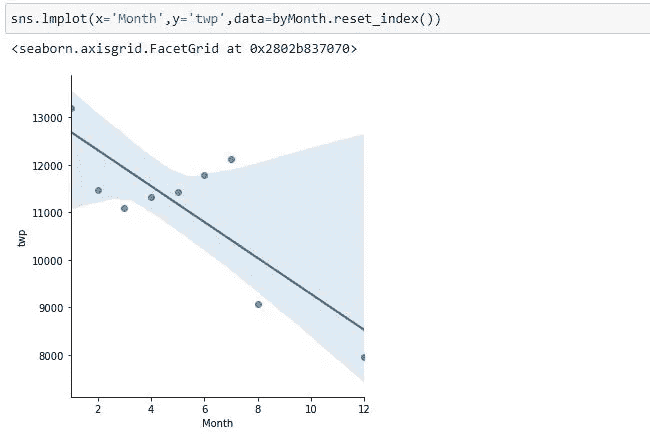 sns.lmplot(x='Month',y='twp',data=byMonth.reset_index())
<seaborn.axisgrid.FacetGrid at 0x2802b837070>
13000
12000
11000
twp
10000
9000
8000
2 4 6 8 10 12
Month